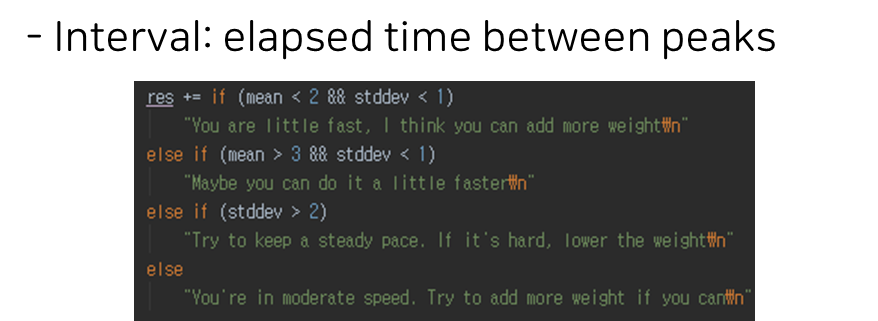 - Interval: elapsed time between peaks
res += if (mean < 2 && stddev < 1)
"You are little fast, I think you can add more weight₩n"
else if (mean > 3 && stddev < 1)
"Maybe you can do it a little faster₩n"
else if (stddev > 2)
"Try to keep a steady pace. If it's hard, lower the weight₩n"
else
"You're in moderate speed. Try to add more weight if you can₩n"